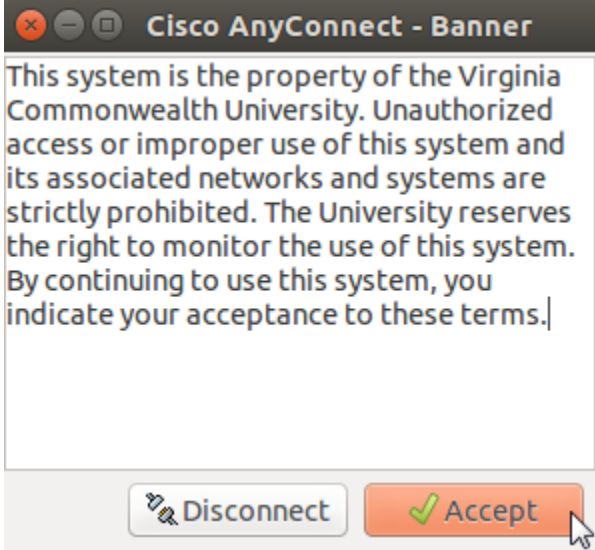 Cisco AnyConnect - Banner
This system is the property of the Virginia
Commonwealth University. Unauthorized
access or improper use of this system and
its associated networks and systems are
strictly prohibited. The University reserves
the right to monitor the use of this system.
By continuing to use this system, you
indicate your acceptance to these terms.
Disconnect
Accept